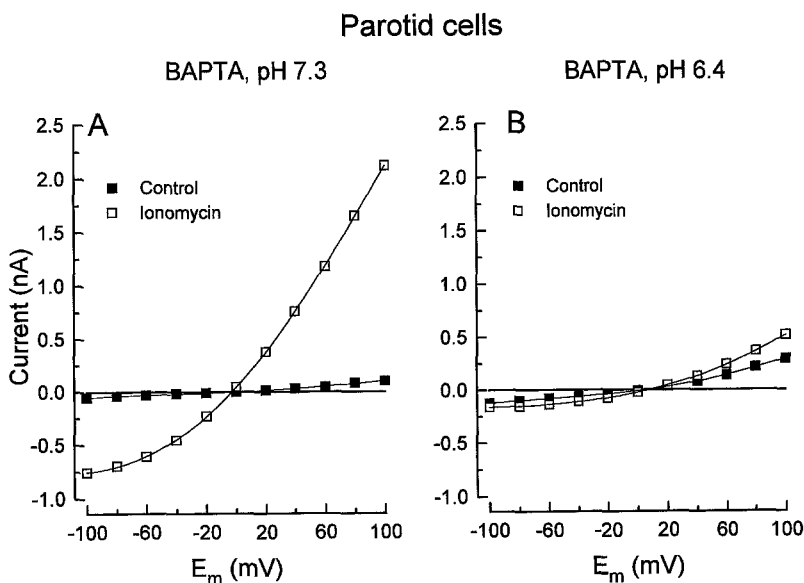 Parotid cells
BAPTA, pH 7.3
A
Control
Ionomycin
Current (nA)
2.5
2.0
1.5
1.0
0.5
0.0
-0.5
-1.0
-100 -60 -20 20 60 100
Em (mV)
BAPTA, pH 6.4
B
Control
Ionomycin
2.5
2.0
1.5
1.0
0.5
0.0
-0.5
-1.0
-100 -60 -20 20 60 100
Em (mV)